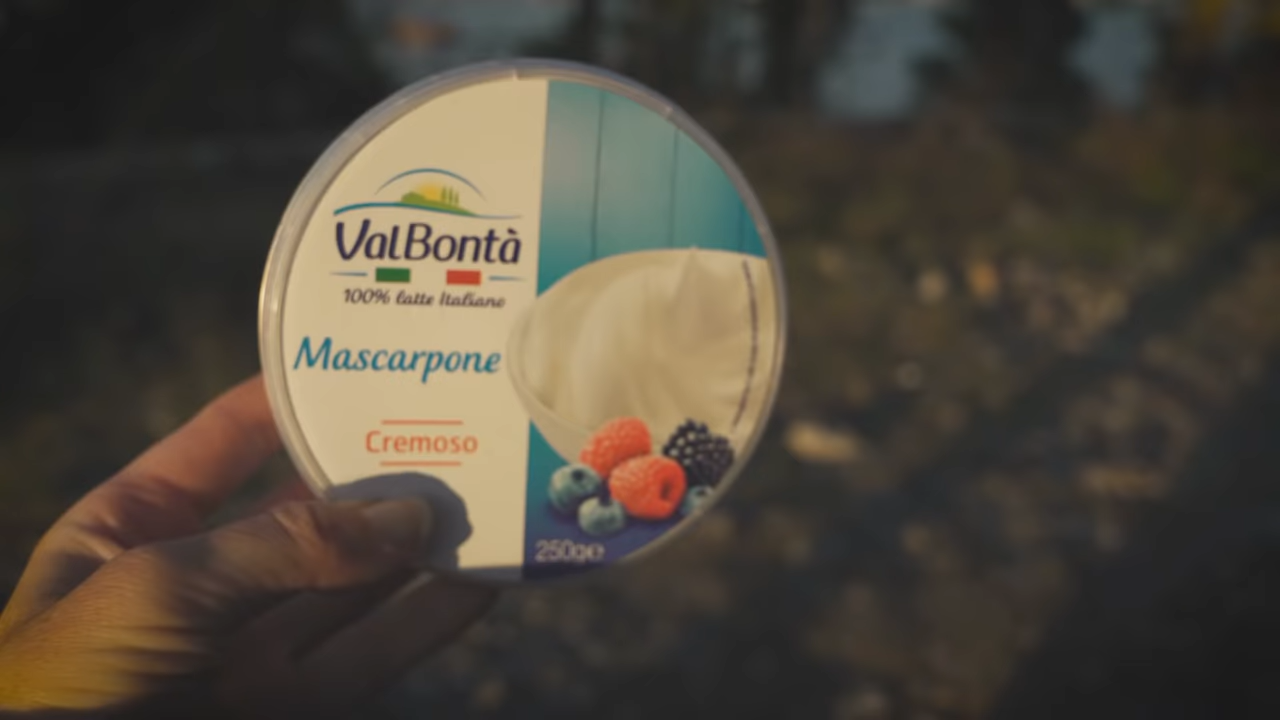 ValBontà
100% latte Italiano
Mascarpone
Cremoso
250g℮